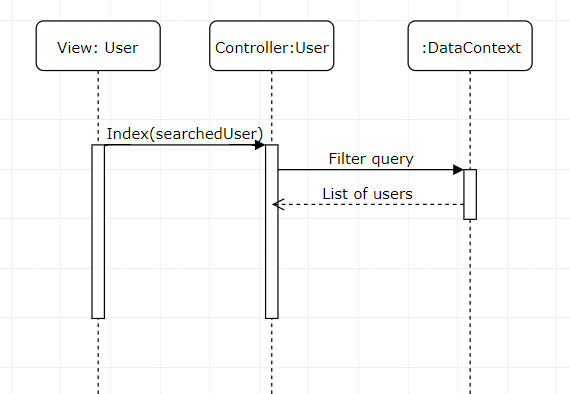 View: User
Controller:User
:DataContext
Index(searchedUser)
Filter query
List of users